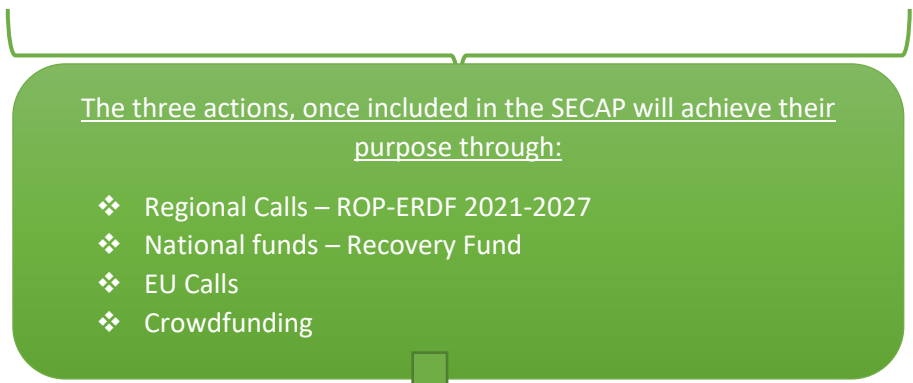 The three actions, once included in the SECAP will achieve their
purpose through:
❖ Regional Calls – ROP-ERDF 2021-2027
❖ National funds – Recovery Fund
❖ EU Calls
❖ Crowdfunding